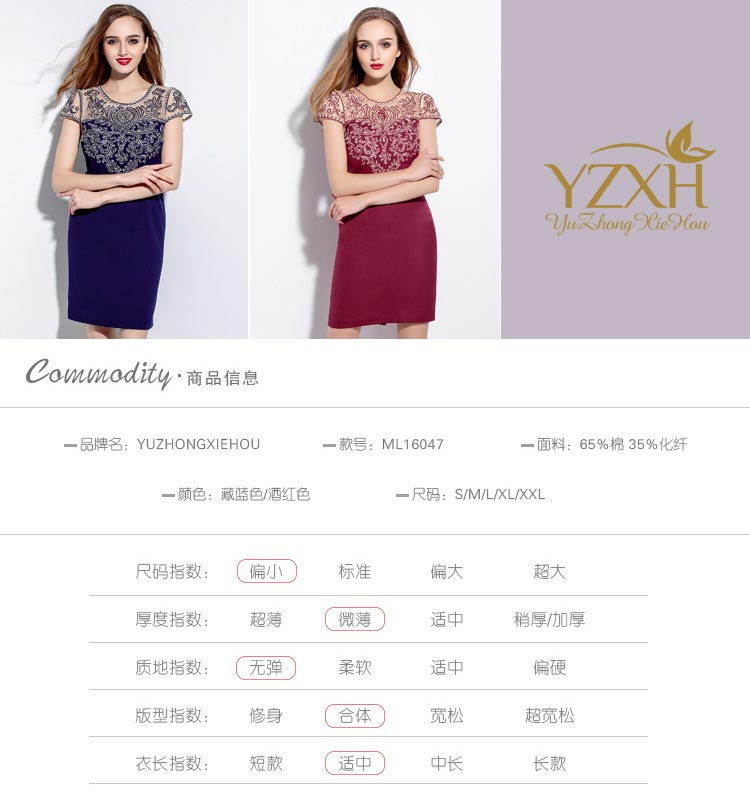 YZXH
YuZhongXieHou
Commodity·商品信息
品牌名：YUZHONGXIEHOU 款号：ML16047 面料：65%棉 35%化纤
颜色：藏蓝色/酒红色 尺码：S/M/L/XL/XXL
尺码指数： 偏小 标准 偏大 超大
厚度指数： 超薄 微薄 适中 稍厚/加厚
质地指数： 无弹 柔软 适中 偏硬
版型指数： 修身 合体 宽松 超宽松
衣长指数： 短款 适中 中长 长款